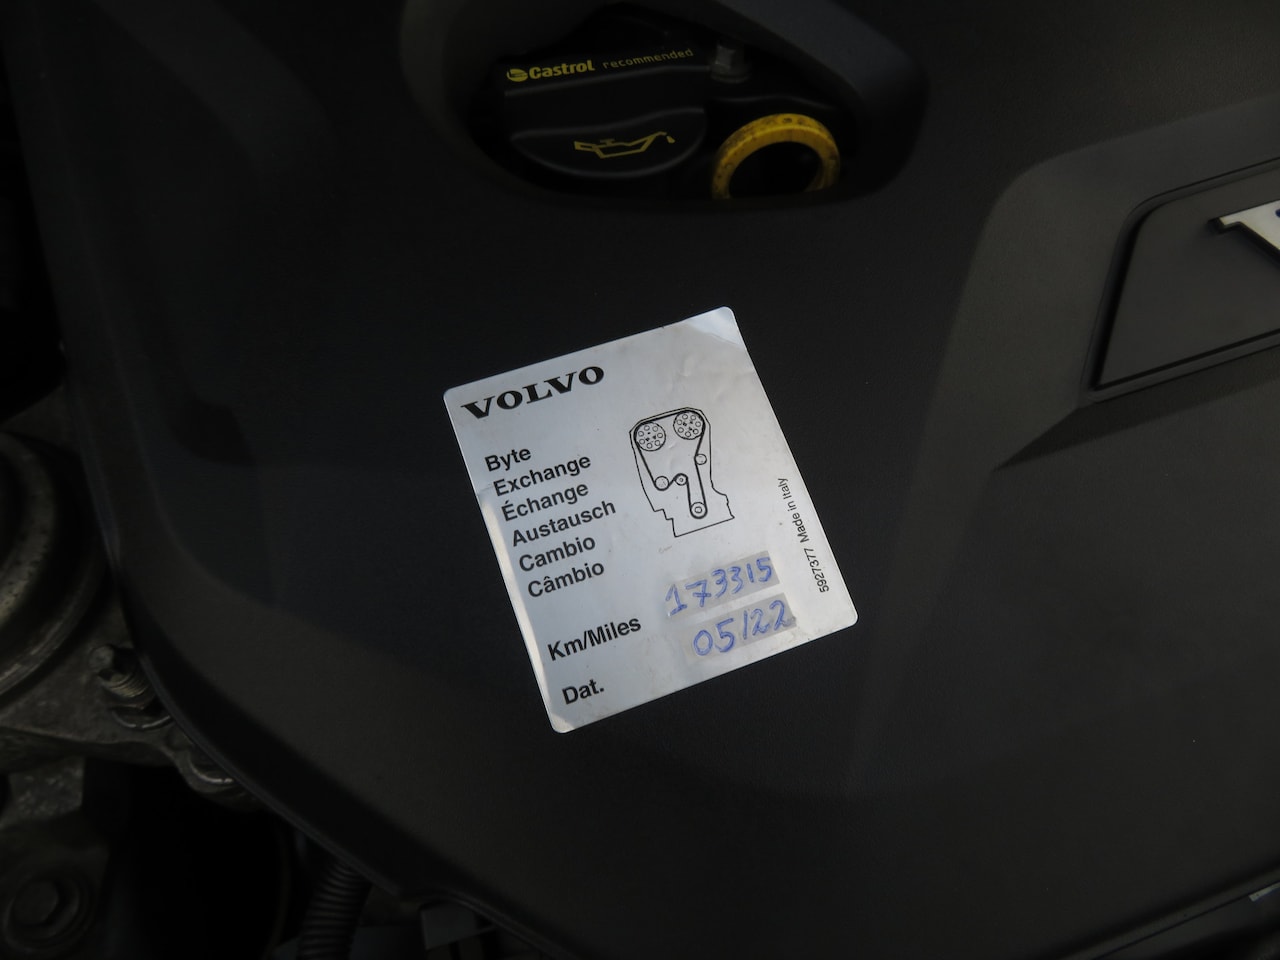 Castrol recommended
VOLVO
Byte
Exchange
Échange
Austausch
Cambio
Câmbio
Km/Miles 173315
Dat. 05/22
5927377 Made in Italy